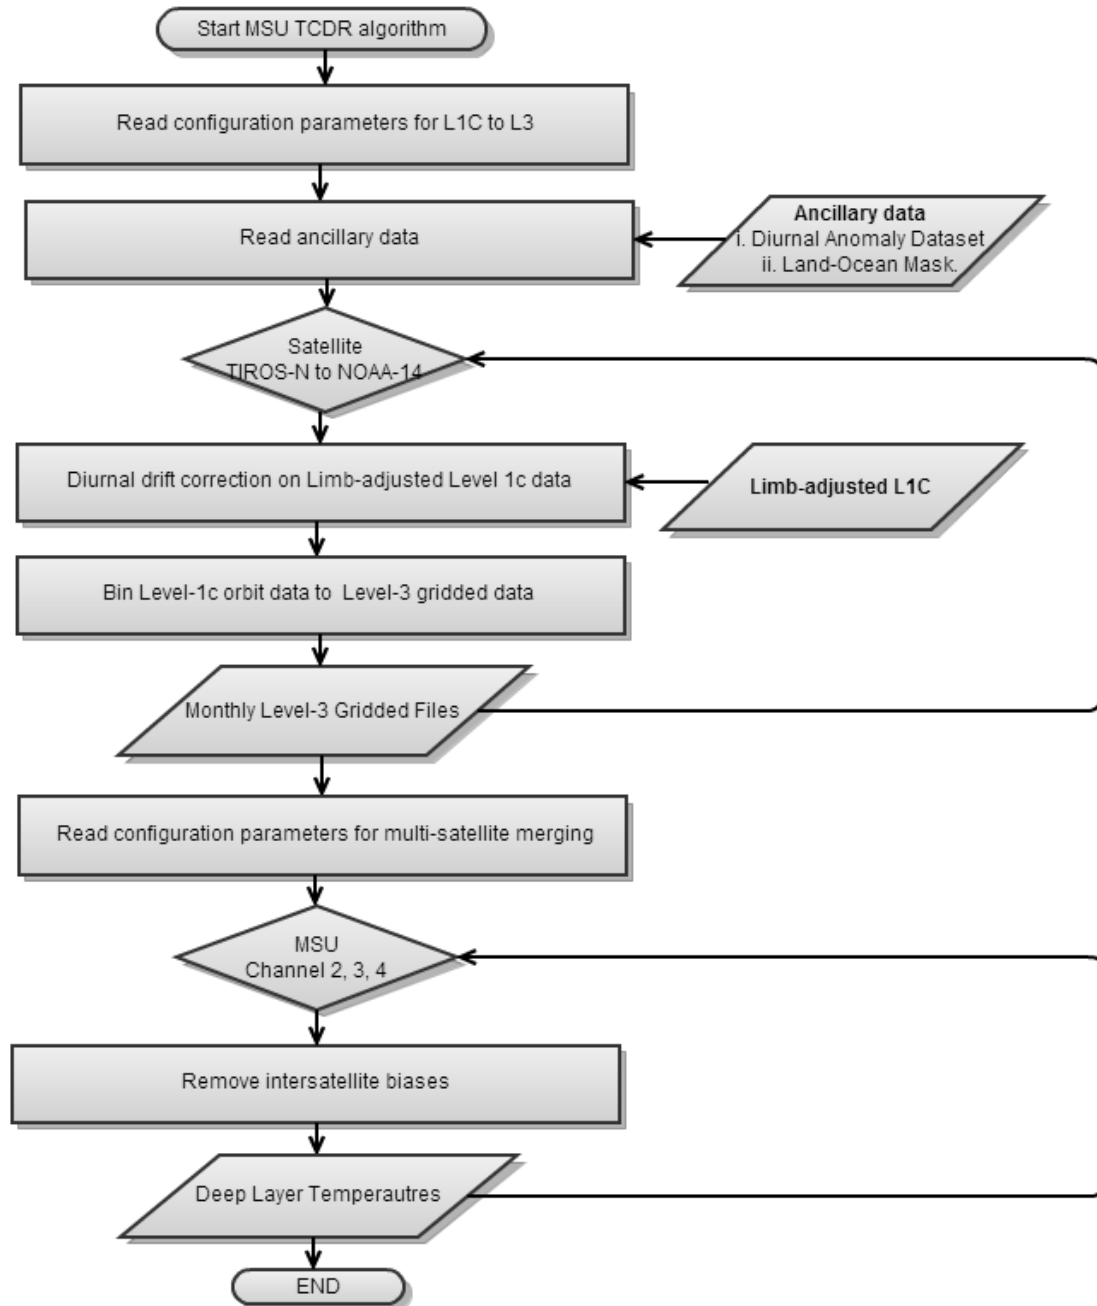 Start MSU TCDR algorithm
Read configuration parameters for L1C to L3
Read ancillary data
Ancillary data
i. Diurnal Anomaly Dataset
ii. Land-Ocean Mask.
Satellite
TIROS-N to NOAA-14
Diurnal drift correction on Limb-adjusted Level 1c data
Limb-adjusted L1C
Bin Level-1c orbit data to Level-3 gridded data
Monthly Level-3 Gridded Files
Read configuration parameters for multi-satellite merging
MSU
Channel 2, 3, 4
Remove intersatellite biases
Deep Layer Temperautres
END